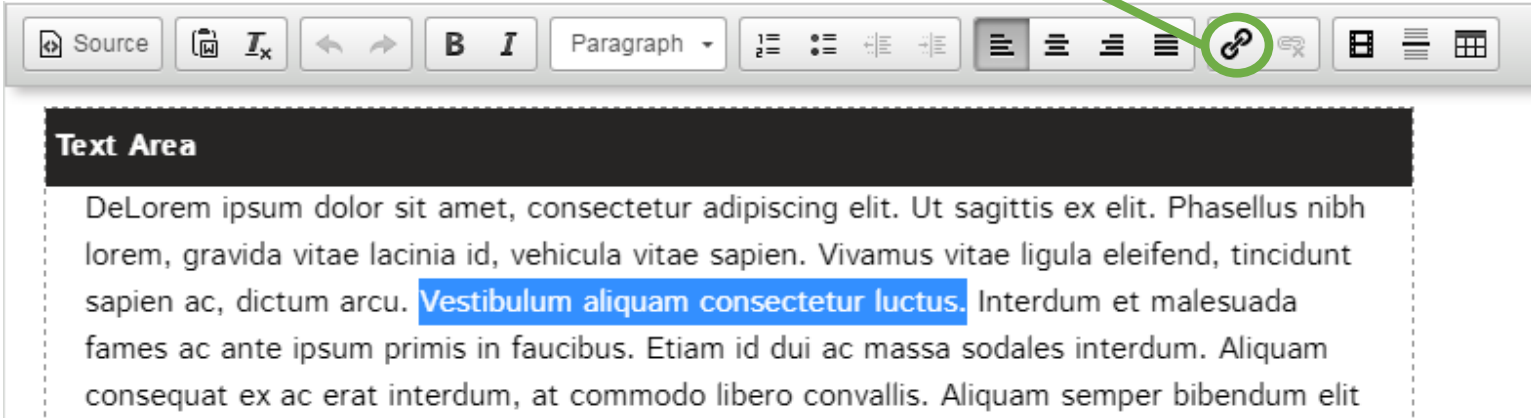 Source B I Paragraph
Text Area
DeLorem ipsum dolor sit amet, consectetur adipiscing elit. Ut sagittis ex elit. Phasellus nibh
lorem, gravida vitae lacinia id, vehicula vitae sapien. Vivamus vitae ligula eleifend, tincidunt
sapien ac, dictum arcu. Vestibulum aliquam consectetur luctus. Interdum et malesuada
fames ac ante ipsum primis in faucibus. Etiam id dui ac massa sodales interdum. Aliquam
consequat ex ac erat interdum, at commodo libero convallis. Aliquam semper bibendum elit